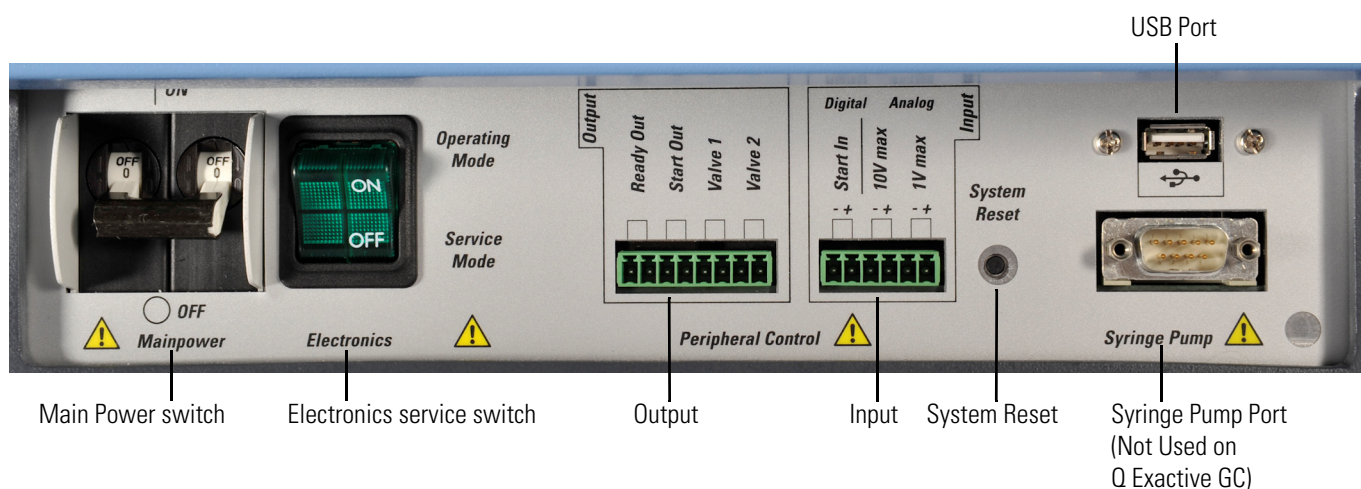 USB Port
ON
OFF
0
OFF
0
OFF
Mainpower
ON
OFF
Electronics
Operating
Mode
Service
Mode
Output
Ready Out
Start Out
Valve 1
Valve 2
Digital Analog
Input
Start In
10V max
1V max
- + - + - +
Peripheral Control
System
Reset
Syringe Pump
Main Power switch
Electronics service switch
Output
Input
System Reset
Syringe Pump Port
(Not Used on
Q Exactive GC)